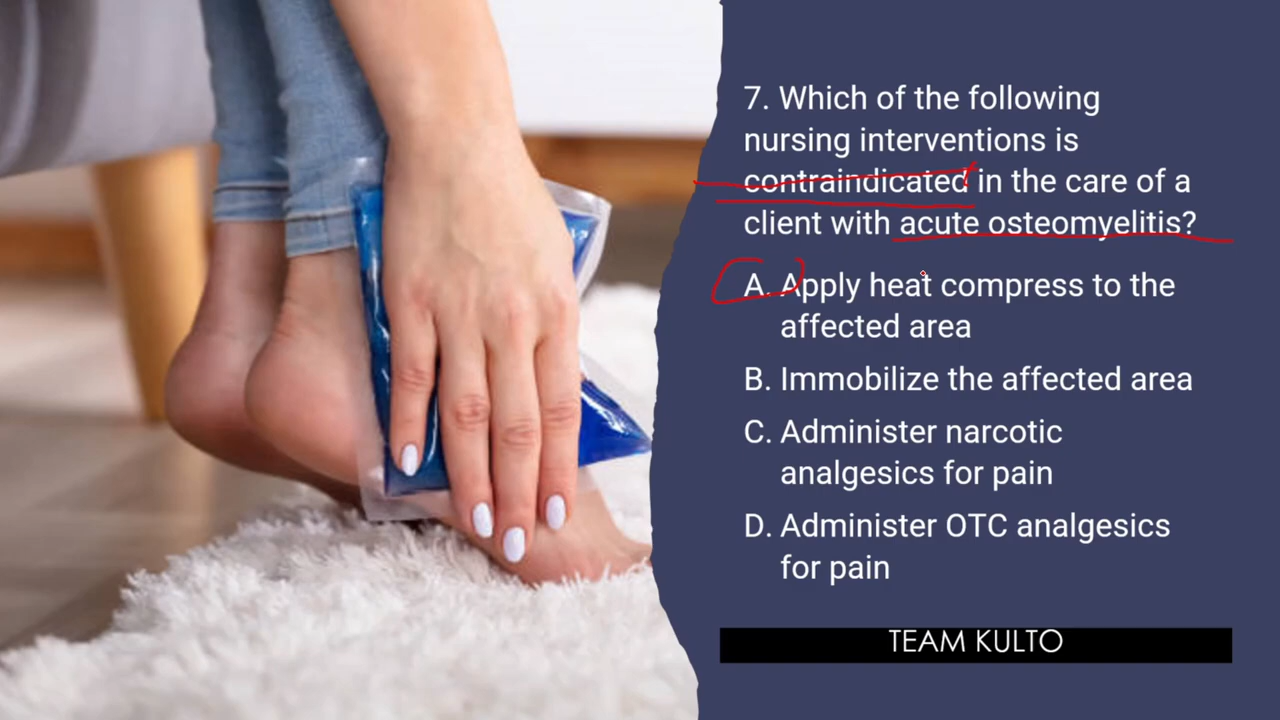 7. Which of the following
nursing interventions is
contraindicated in the care of a
client with acute osteomyelitis?
A. Apply heat compress to the
affected area
B. Immobilize the affected area
C. Administer narcotic
analgesics for pain
D. Administer OTC analgesics
for pain
TEAM KULTO